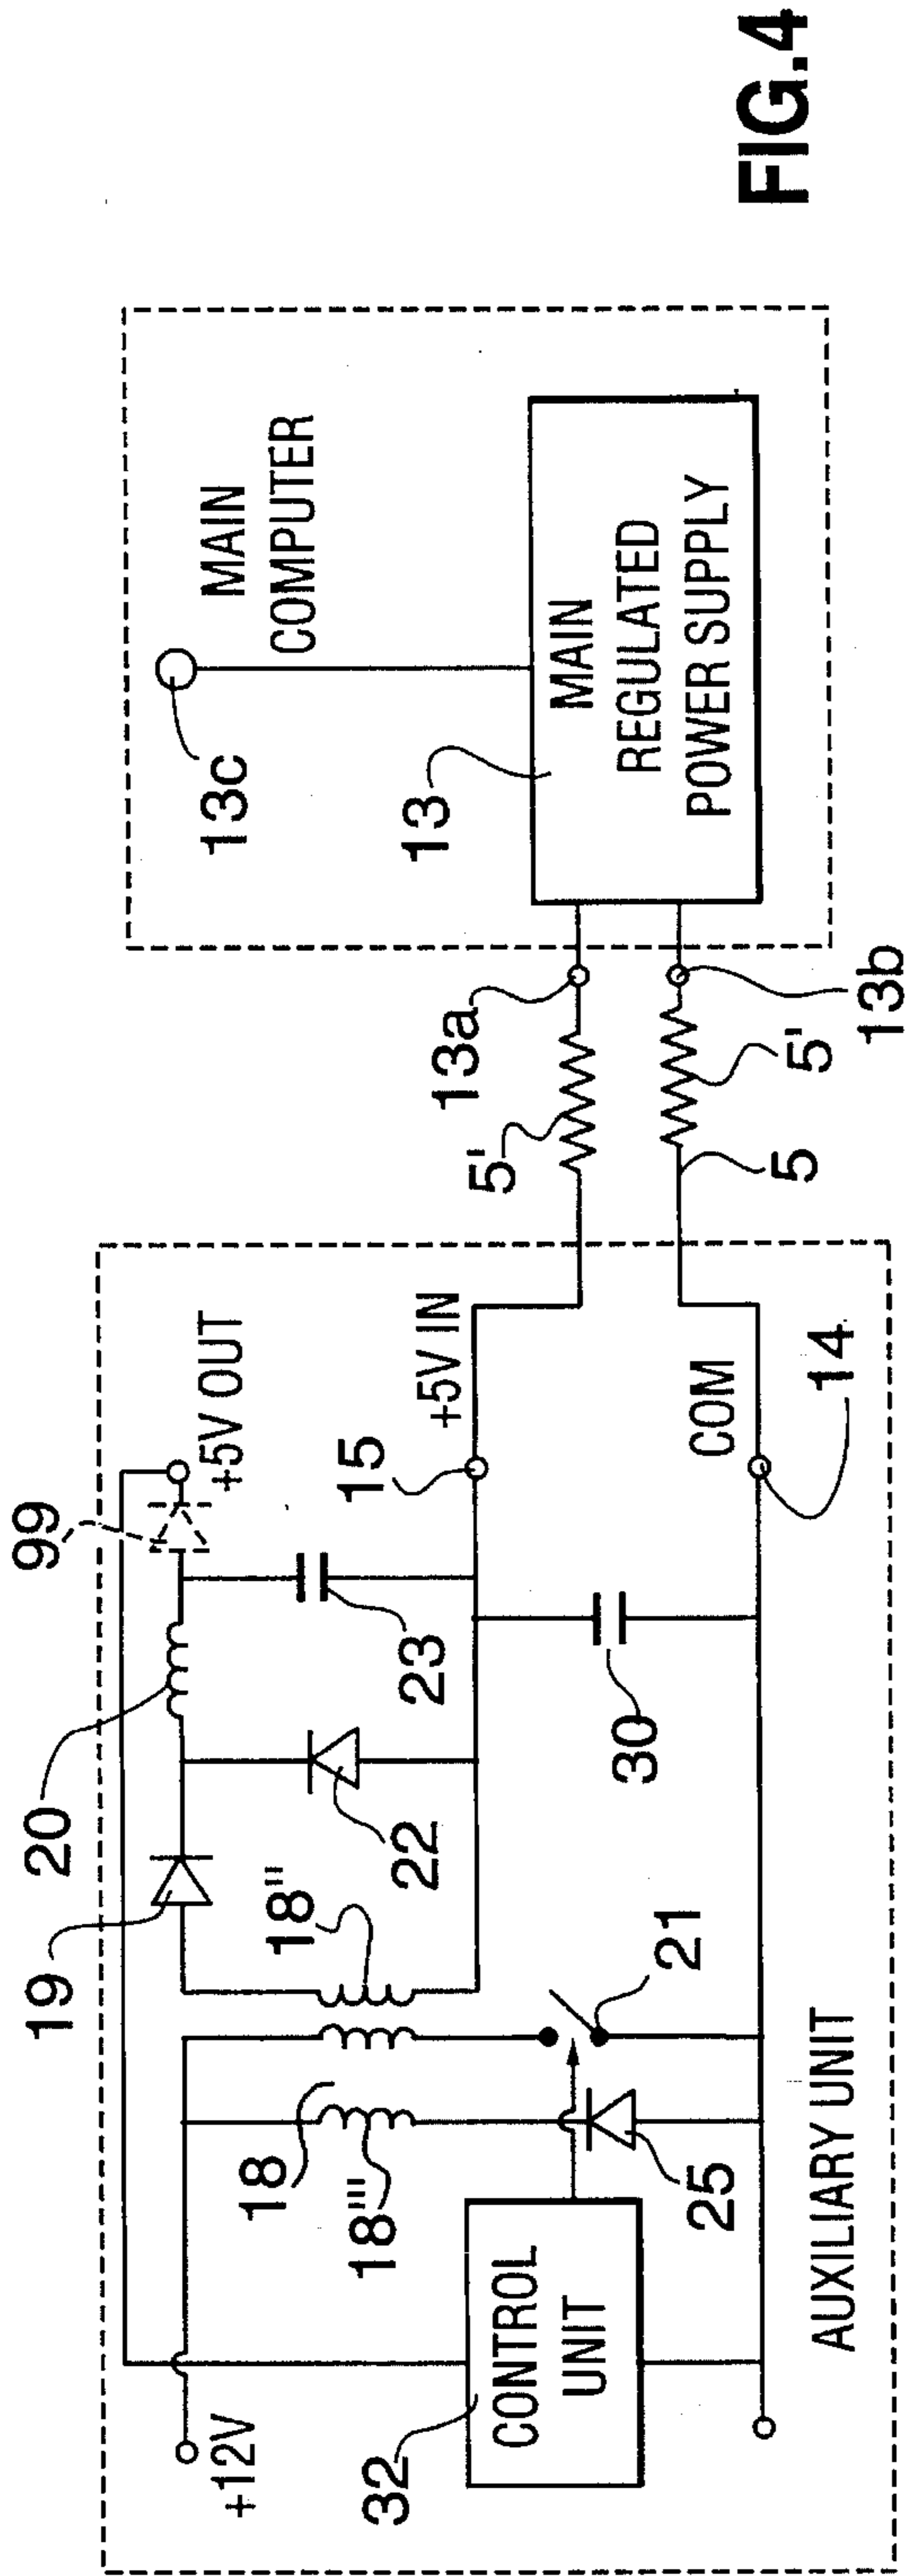 FIG.4
99
+5V OUT
20
19
23
22
18"
15
+5V IN
5'
13a
13c
MAIN
COMPUTER
13
MAIN
REGULATED
POWER SUPPLY
+12V
18
18'''
21
30
COM
14
5
5'
13b
32
CONTROL
UNIT
25
AUXILIARY UNIT